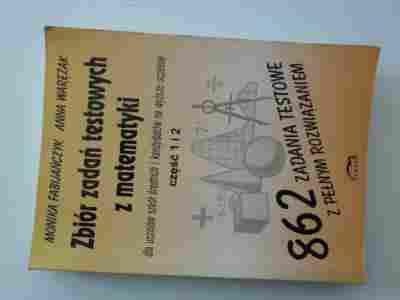 MONIKA FABIJAŃCZYK ANNA WARĘŻAK
Zbiór zadań testowych
z matematyki
dla uczniów szkół średnich i kandydatów na wyższe uczelnie
część 1 i 2
862 ZADANIA TESTOWE
Z PEŁNYM ROZWIĄZANIEM